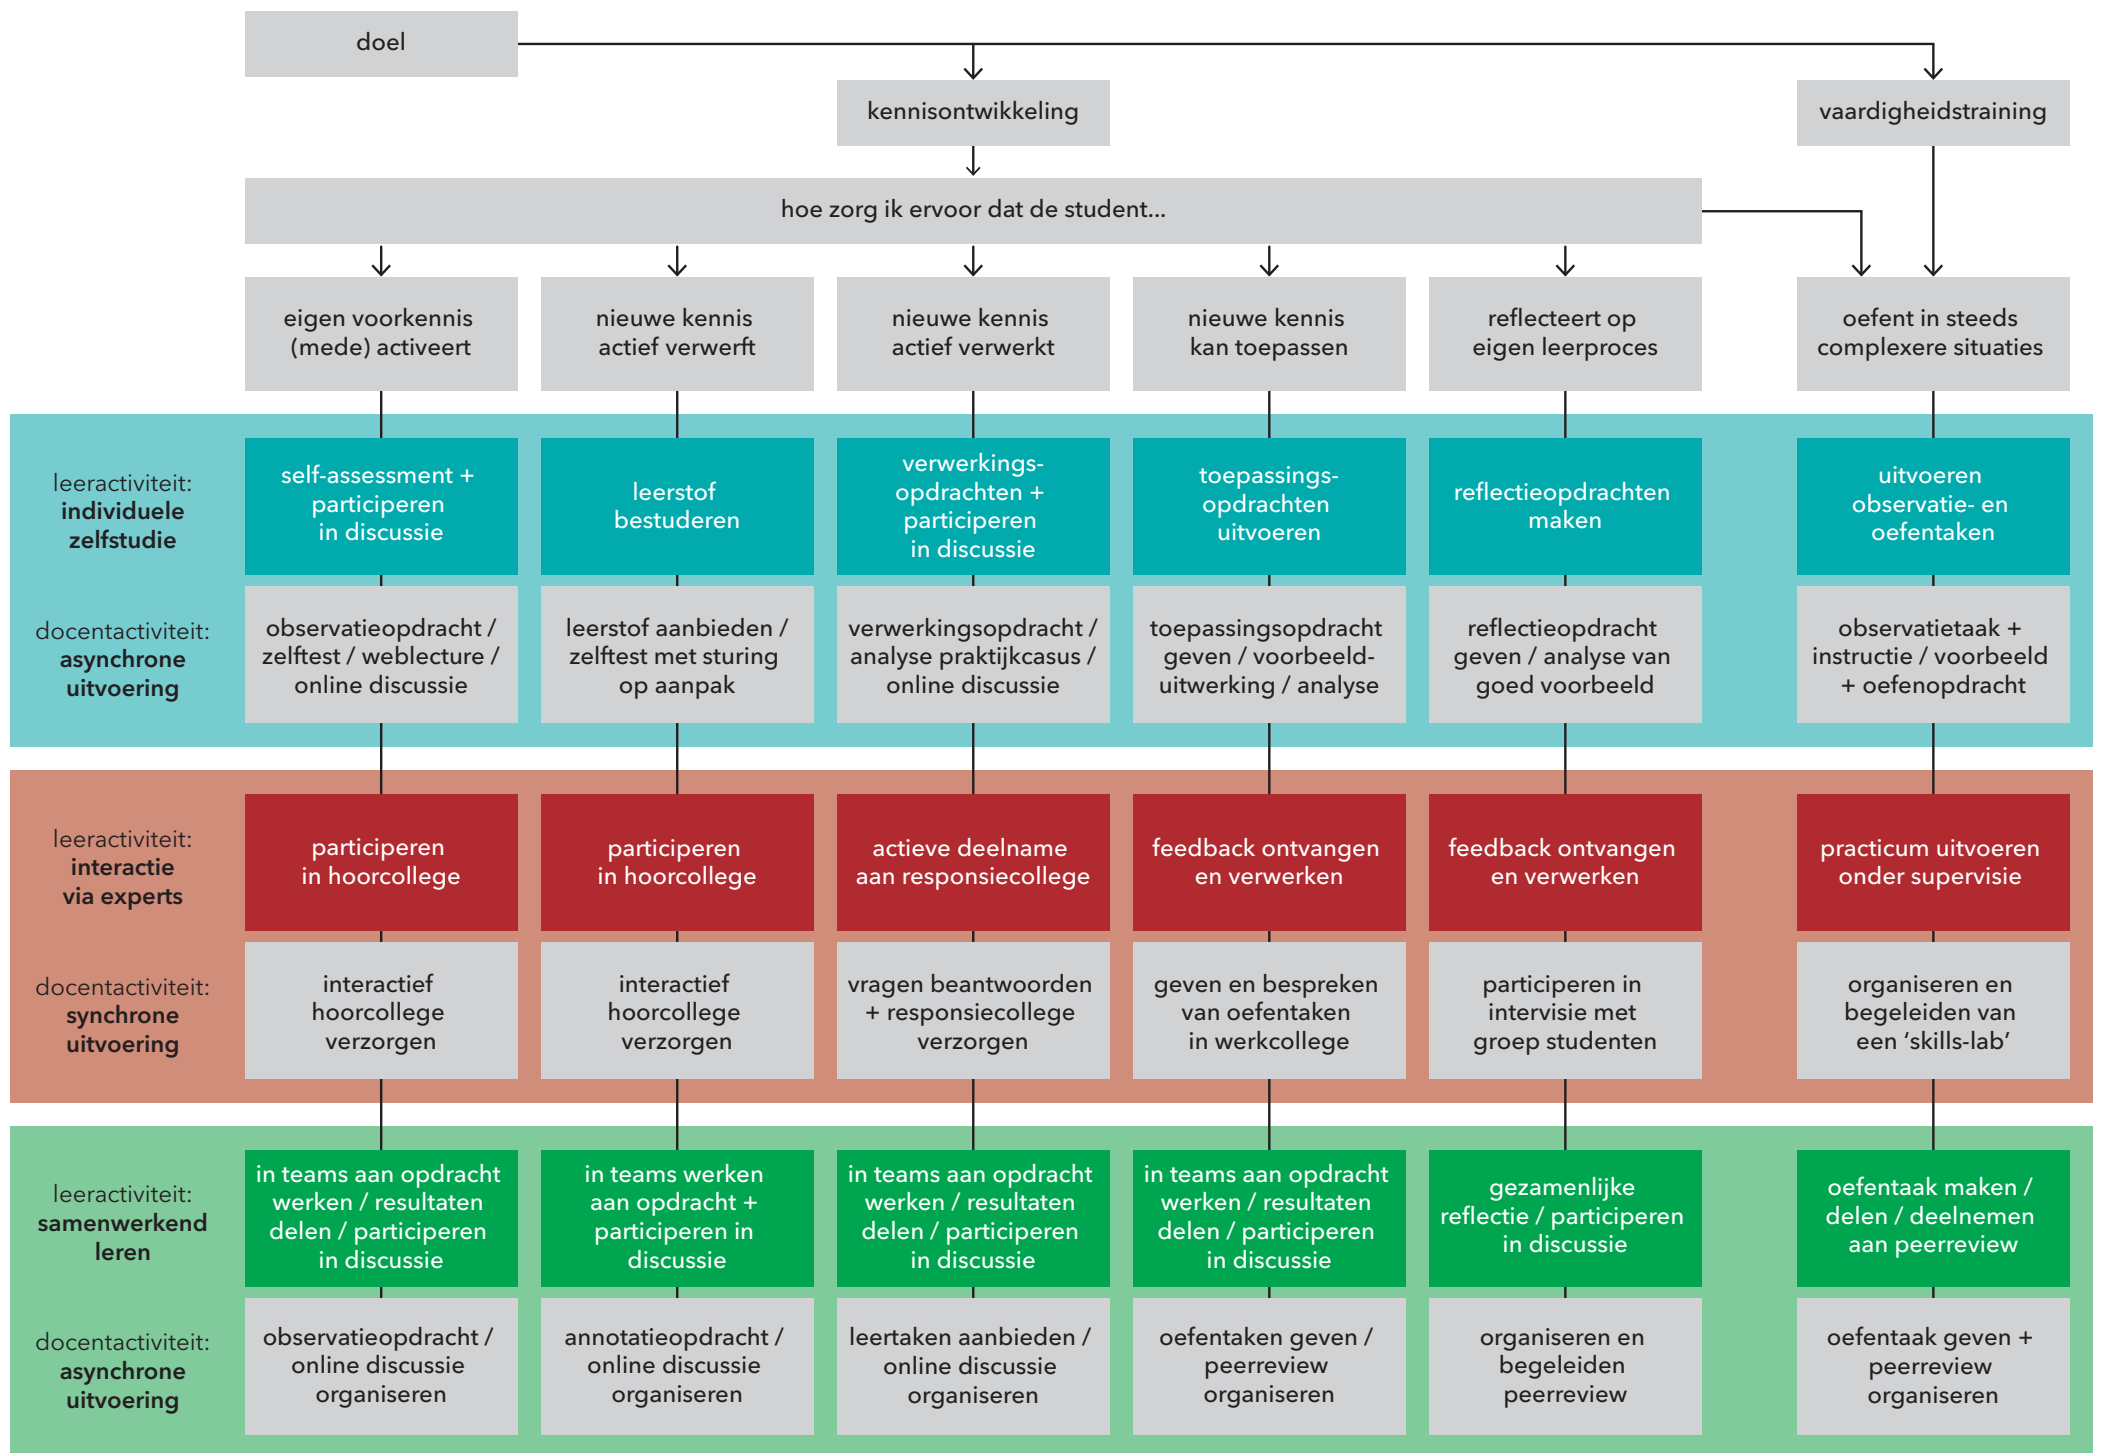 doel
kennisontwikkeling
vaardigheidstraining
hoe zorg ik ervoor dat de student...
eigen voorkennis
(mede) activeert
nieuwe kennis
actief verwerft
nieuwe kennis
actief verwerkt
nieuwe kennis
kan toepassen
reflecteert op
eigen leerproces
oefent in steeds
complexere situaties
leeractiviteit:
individuele
zelfstudie
self-assessment +
participeren
in discussie
leerstof
bestuderen
verwerkings-
opdrachten +
participeren
in discussie
toepassings-
opdrachten
uitvoeren
reflectieopdrachten
maken
uitvoeren
observatie- en
oefentaken
docentactiviteit:
asynchrone
uitvoering
observatieopdracht /
zelftest / weblecture /
online discussie
leerstof aanbieden /
zelftest met sturing
op aanpak
verwerkingsopdracht /
analyse praktijkcasus /
online discussie
toepassingsopdracht
geven / voorbeeld-
uitwerking / analyse
reflectieopdracht
geven / analyse van
goed voorbeeld
observatietaak +
instructie / voorbeeld
+ oefenopdracht
leeractiviteit:
interactie
via experts
participeren
in hoorcollege
participeren
in hoorcollege
actieve deelname
aan responsiecollege
feedback ontvangen
en verwerken
feedback ontvangen
en verwerken
practicum uitvoeren
onder supervisie
docentactiviteit:
synchrone
uitvoering
interactief
hoorcollege
verzorgen
interactief
hoorcollege
verzorgen
vragen beantwoorden
+ responsiecollege
verzorgen
geven en bespreken
van oefentaken
in werkcollege
participeren in
intervisie met
groep studenten
organiseren en
begeleiden van
een ‘skills-lab’
leeractiviteit:
samenwerkend
leren
in teams aan opdracht
werken / resultaten
delen / participeren
in discussie
in teams werken
aan opdracht +
participeren in
discussie
in teams aan opdracht
werken / resultaten
delen / participeren
in discussie
in teams aan opdracht
werken / resultaten
delen / participeren
in discussie
gezamenlijke
reflectie / participeren
in discussie
oefentaak maken /
delen / deelnemen
aan peerreview
docentactiviteit:
asynchrone
uitvoering
observatieopdracht /
online discussie
organiseren
annotatieopdracht /
online discussie
organiseren
leertaken aanbieden /
online discussie
organiseren
oefentaken geven /
peerreview
organiseren
organiseren en
begeleiden
peerreview
oefentaak geven +
peerreview
organiseren